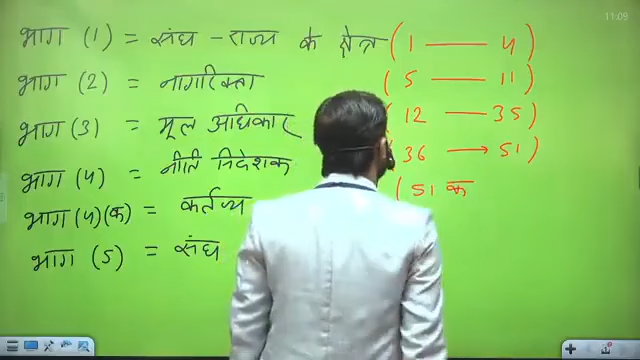 11:09
भाग (1) = संघ - राज्य के क्षेत्र (1 — 4)
भाग (2) = नागरिक्ता (5 — 11)
भाग (3) = मूल अधिकार (12 — 35)
भाग (4) = नीति निदेशक (36 → 51)
भाग (4)(क) = कर्तव्य (51 क
भाग (5) = संघ